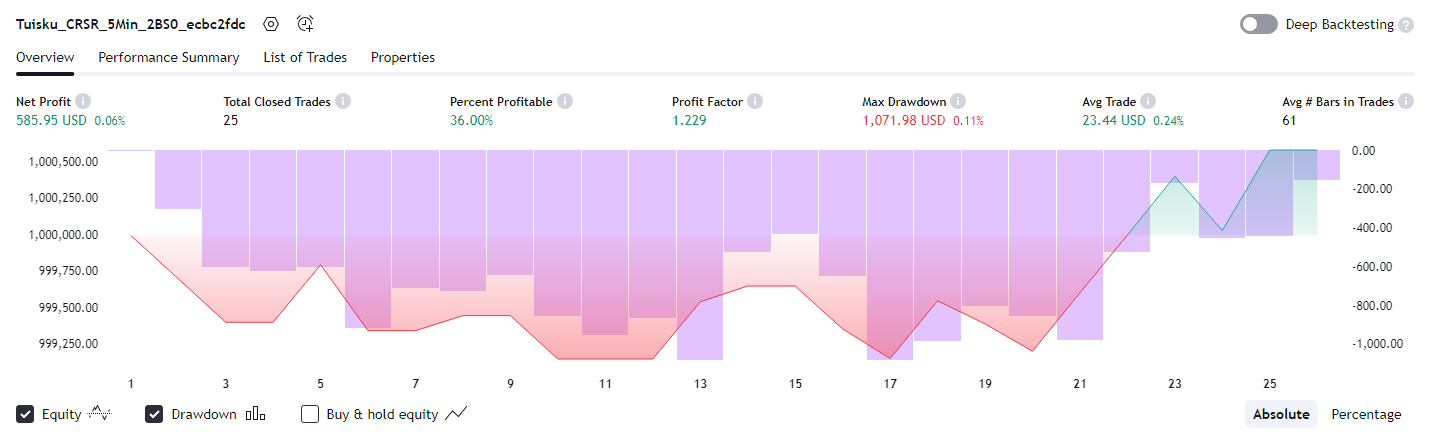 Tuisku_CRSR_5Min_2BS0_ecbc2fdc
Deep Backtesting ?
Overview Performance Summary List of Trades Properties
Net Profit i Total Closed Trades i Percent Profitable i Profit Factor i Max Drawdown i Avg Trade i Avg # Bars in Trades i
585.95 USD 0.06% 25 36.00% 1.229 1,071.98 USD 0.11% 23.44 USD 0.24% 61
1,000,500.00 0.00
1,000,250.00 -200.00
1,000,000.00 -400.00
999,750.00 -600.00
999,500.00 -800.00
999,250.00 -1,000.00
1 3 5 7 9 11 13 15 17 19 21 23 25
Equity Drawdown Buy & hold equity Absolute Percentage